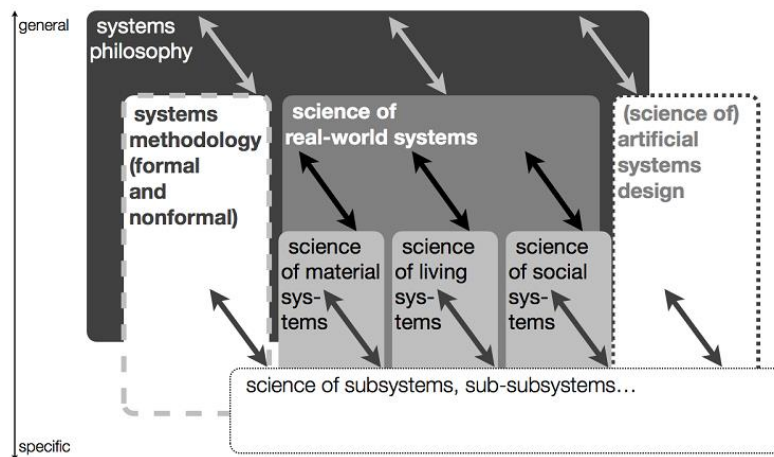 general
systems
philosophy
systems
methodology
(formal
and
nonformal)
science of
real-world systems
(science of)
artificial
systems
design
science
of material
sys-
tems
science
of living
sys-
tems
science
of social
sys-
tems
science of subsystems, sub-subsystems…
specific